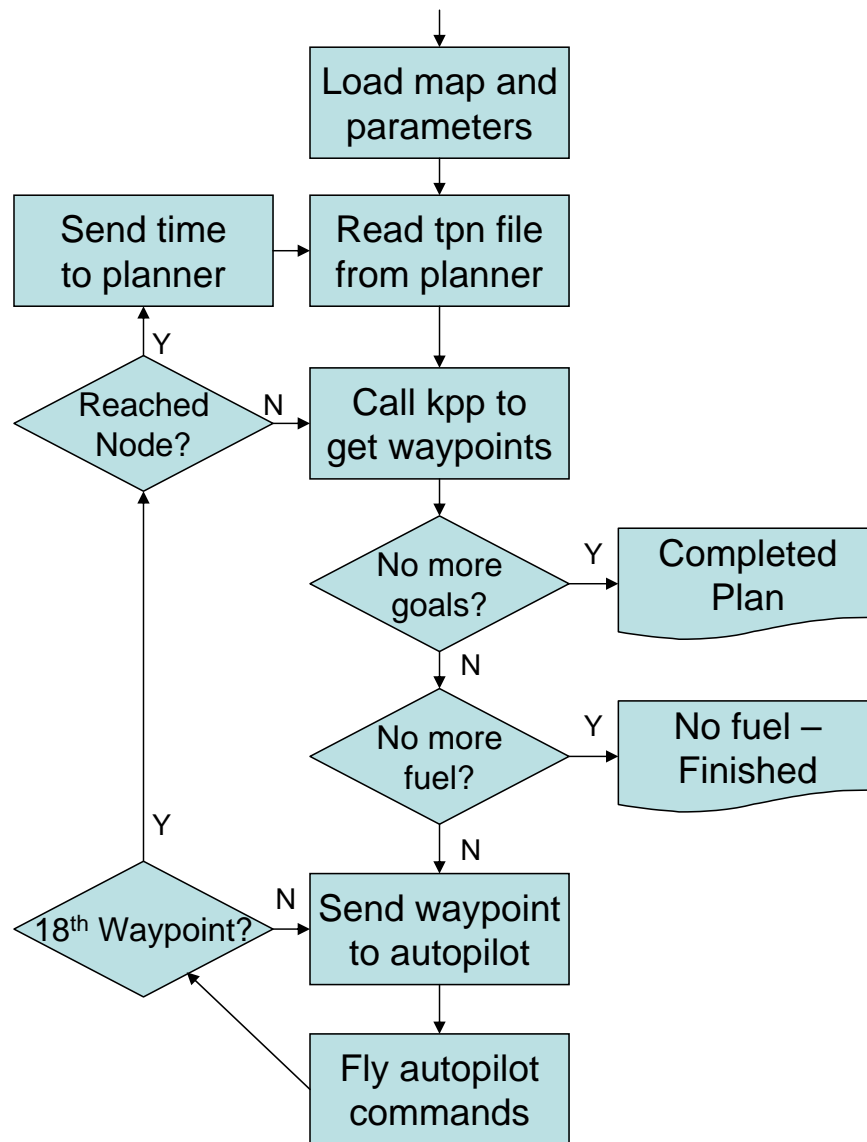 Load map and
parameters
Send time
to planner
Read tpn file
from planner
Y
Reached
Node?
N
Call kpp to
get waypoints
No more
goals?
Y
Completed
Plan
N
No more
fuel?
Y
No fuel –
Finished
N
Y
18th Waypoint?
N
Send waypoint
to autopilot
Fly autopilot
commands